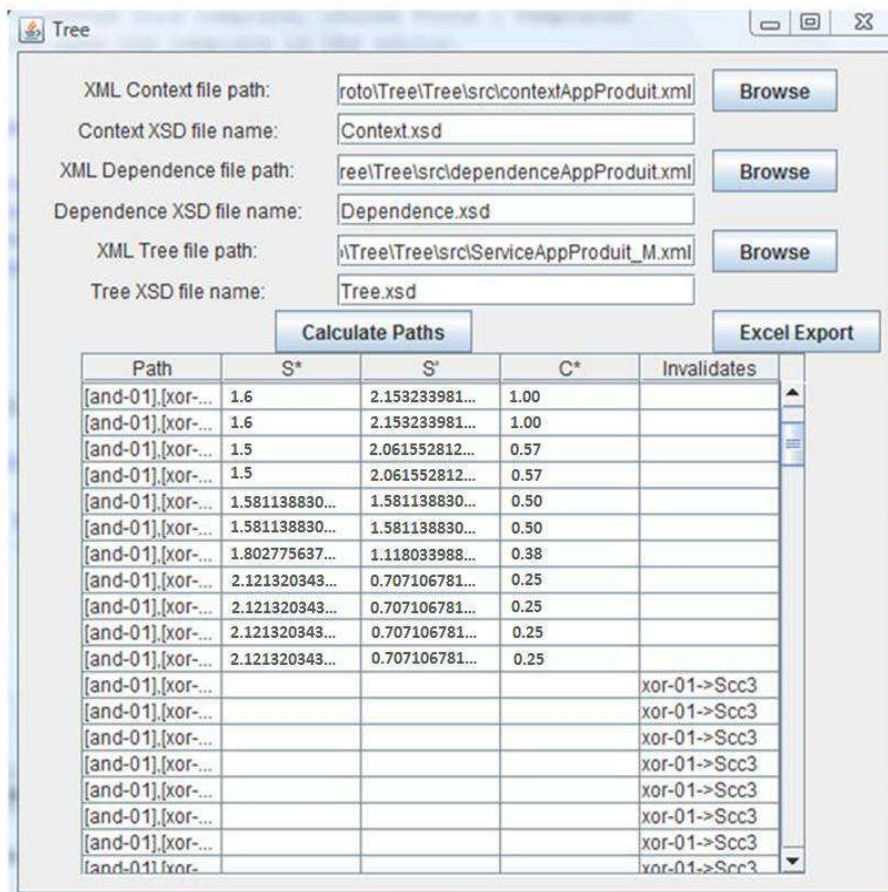 Tree
XML Context file path: roto\Tree\Tree\src\contextAppProduit.xml Browse
Context XSD file name: Context.xsd
XML Dependence file path: ree\Tree\src\dependenceAppProduit.xml Browse
Dependence XSD file name: Dependence.xsd
XML Tree file path: \Tree\Tree\src\ServiceAppProduit_M.xml Browse
Tree XSD file name: Tree.xsd
Calculate Paths Excel Export
Path S* S' C* Invalidates
[and-01],[xor-... 1.6 2.153233981... 1.00
[and-01],[xor-... 1.6 2.153233981... 1.00
[and-01],[xor-... 1.5 2.061552812... 0.57
[and-01],[xor-... 1.5 2.061552812... 0.57
[and-01],[xor-... 1.581138830... 1.581138830... 0.50
[and-01],[xor-... 1.581138830... 1.581138830... 0.50
[and-01],[xor-... 1.802775637... 1.118033988... 0.38
[and-01],[xor-... 2.121320343... 0.707106781... 0.25
[and-01],[xor-... 2.121320343... 0.707106781... 0.25
[and-01],[xor-... 2.121320343... 0.707106781... 0.25
[and-01],[xor-... 2.121320343... 0.707106781... 0.25
[and-01],[xor-... xor-01->Scc3
[and-01],[xor-... xor-01->Scc3
[and-01],[xor-... xor-01->Scc3
[and-01],[xor-... xor-01->Scc3
[and-01],[xor-... xor-01->Scc3
[and-01],[xor-... xor-01->Scc3
[and-01],[xor-... xor-01->Scc3
[and-01],[xor- xor-01->Scc3